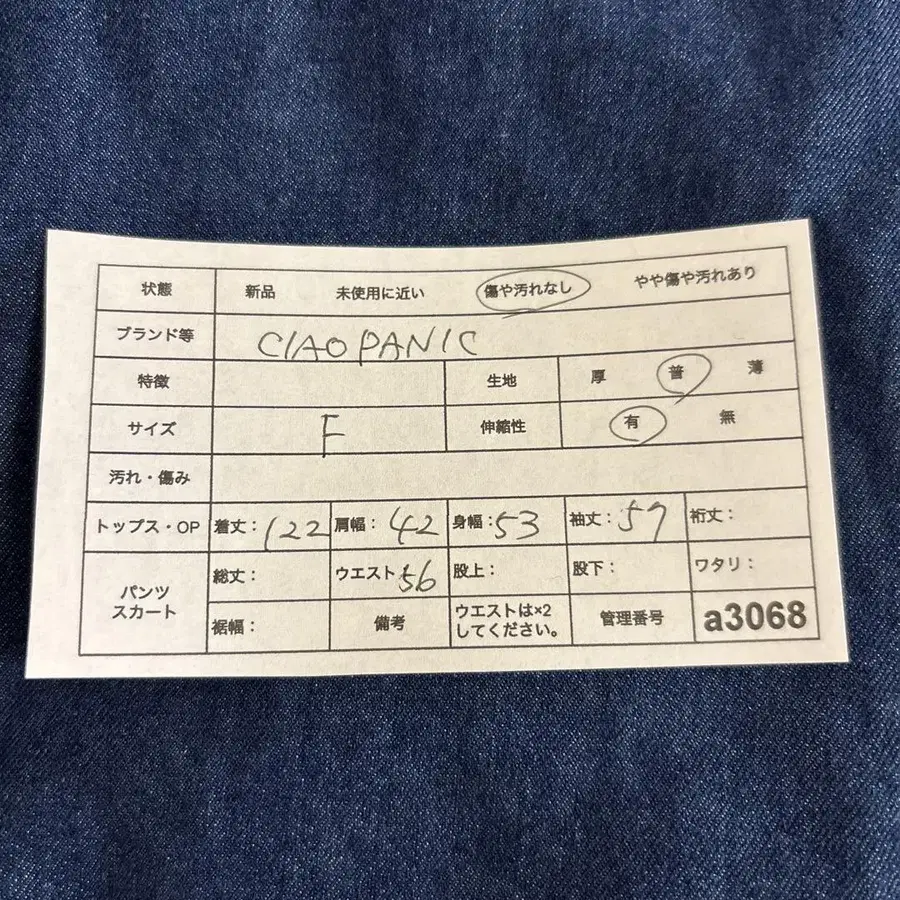 状態 新品 未使用に近い 傷や汚れなし やや傷や汚れあり
ブランド等 CIAOPANIC
特徴 生地 厚 普 薄
サイズ F 伸縮性 有 無
汚れ・傷み
トップス・OP 着丈：122 肩幅：42 身幅：53 袖丈：57 裄丈：
パンツ
スカート
総丈： ウエスト56 股上： 股下： ワタリ：
裾幅： 備考 ウエストは×2
してください。 管理番号 a3068